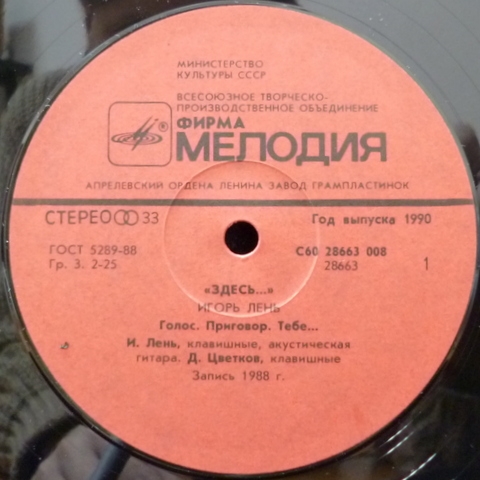 МИНИСТЕРСТВО
КУЛЬТУРЫ СССР
ВСЕСОЮЗНОЕ ТВОРЧЕСКО-
ПРОИЗВОДСТВЕННОЕ ОБЪЕДИНЕНИЕ
® ФИРМА
МЕЛОДИЯ
АПРЕЛЕВСКИЙ ОРДЕНА ЛЕНИНА ЗАВОД ГРАМПЛАСТИНОК
СТЕРЕО 33 Год выпуска 1990
ГОСТ 5289-88 С60 28663 008
Гр. 3. 2-25 28663 1
«ЗДЕСЬ...»
ИГОРЬ ЛЕНЬ
Голос. Приговор. Тебе...
И. Лень, клавишные, акустическая
гитара. Д. Цветков, клавишные
Запись 1988 г.